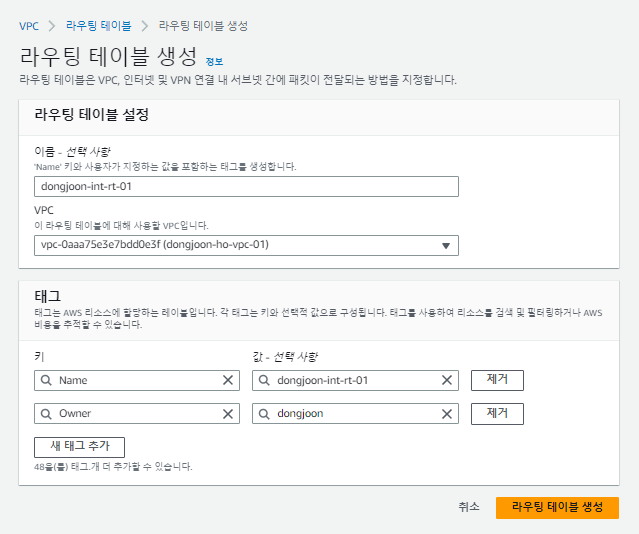 VPC > 라우팅 테이블 > 라우팅 테이블 생성
라우팅 테이블 생성 정보
라우팅 테이블은 VPC, 인터넷 및 VPN 연결 내 서브넷 간에 패킷이 전달되는 방법을 지정합니다.
라우팅 테이블 설정
이름 - 선택 사항
'Name' 키와 사용자가 지정하는 값을 포함하는 태그를 생성합니다.
dongjoon-int-rt-01
VPC
이 라우팅 테이블에 대해 사용할 VPC입니다.
vpc-0aaa75e3e7bdd0e3f (dongjoon-ho-vpc-01)
태그
태그는 AWS 리소스에 할당하는 레이블입니다. 각 태그는 키와 선택적 값으로 구성됩니다. 태그를 사용하여 리소스를 검색 및 필터링하거나 AWS
비용을 추적할 수 있습니다.
키 값 - 선택 사항
Name dongjoon-int-rt-01 제거
Owner dongjoon 제거
새 태그 추가
48을(를) 태그.개 더 추가할 수 있습니다.
취소 라우팅 테이블 생성